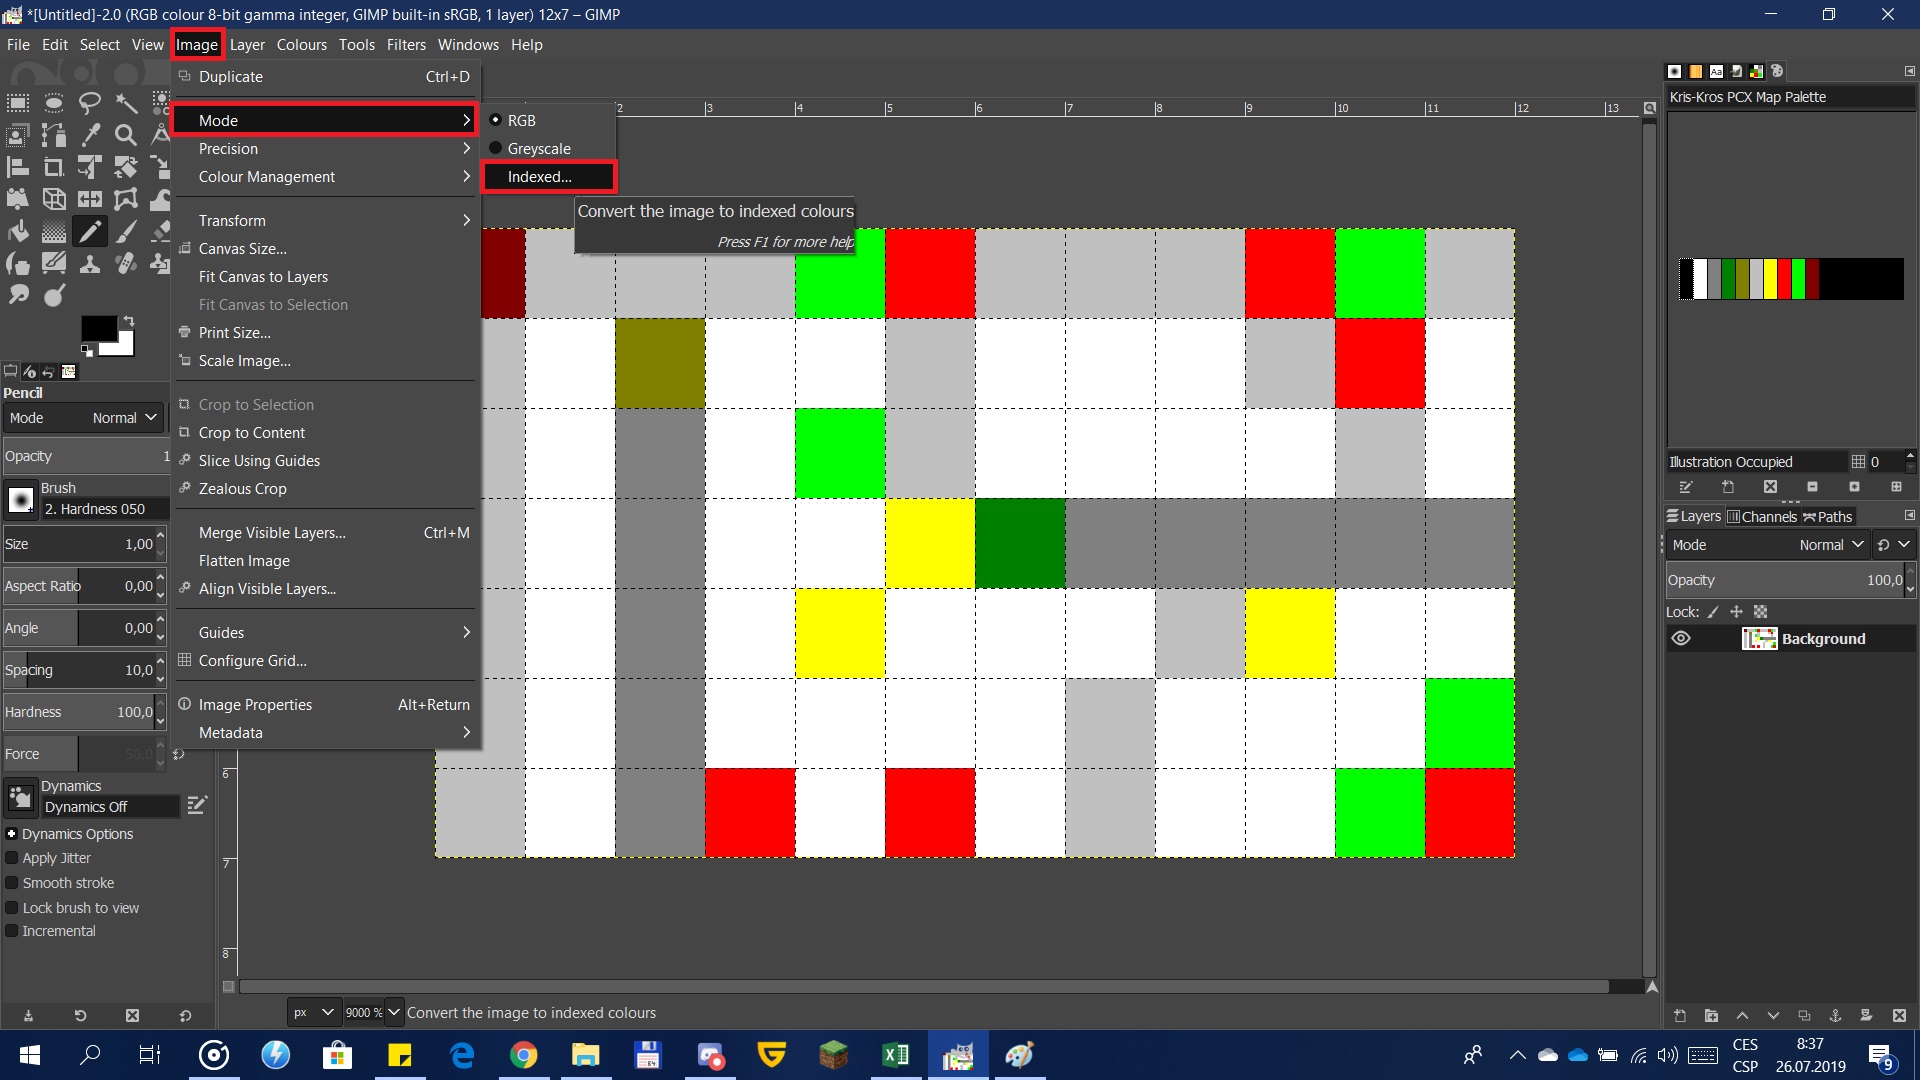 *[Untitled]-2.0 (RGB colour 8-bit gamma integer, GIMP built-in sRGB, 1 layer) 12x7 – GIMP
File Edit Select View Image Layer Colours Tools Filters Windows Help
Duplicate Ctrl+D
Mode
Precision
Colour Management
Transform
Canvas Size...
Fit Canvas to Layers
Fit Canvas to Selection
Print Size...
Scale Image...
Crop to Selection
Crop to Content
Slice Using Guides
Zealous Crop
Merge Visible Layers... Ctrl+M
Flatten Image
Align Visible Layers...
Guides
Configure Grid...
Image Properties Alt+Return
Metadata
RGB
Greyscale
Indexed...
Convert the image to indexed colours
Press F1 for more help
2 3 4 5 6 7 8 9 10 11 12 13
6
7
8
Pencil
Mode Normal
Opacity 1
Brush
2. Hardness 050
Size 1,00
Aspect Ratio 0,00
Angle 0,00
Spacing 10,0
Hardness 100,0
Force 50,0
Dynamics
Dynamics Off
Dynamics Options
Apply Jitter
Smooth stroke
Lock brush to view
Incremental
px 9000 % Convert the image to indexed colours
Aa
Kris-Kros PCX Map Palette
Illustration Occupied 0
Layers Channels Paths
Mode Normal
Opacity 100,0
Lock:
Background
64
CES
CSP
8:37
26.07.2019
9